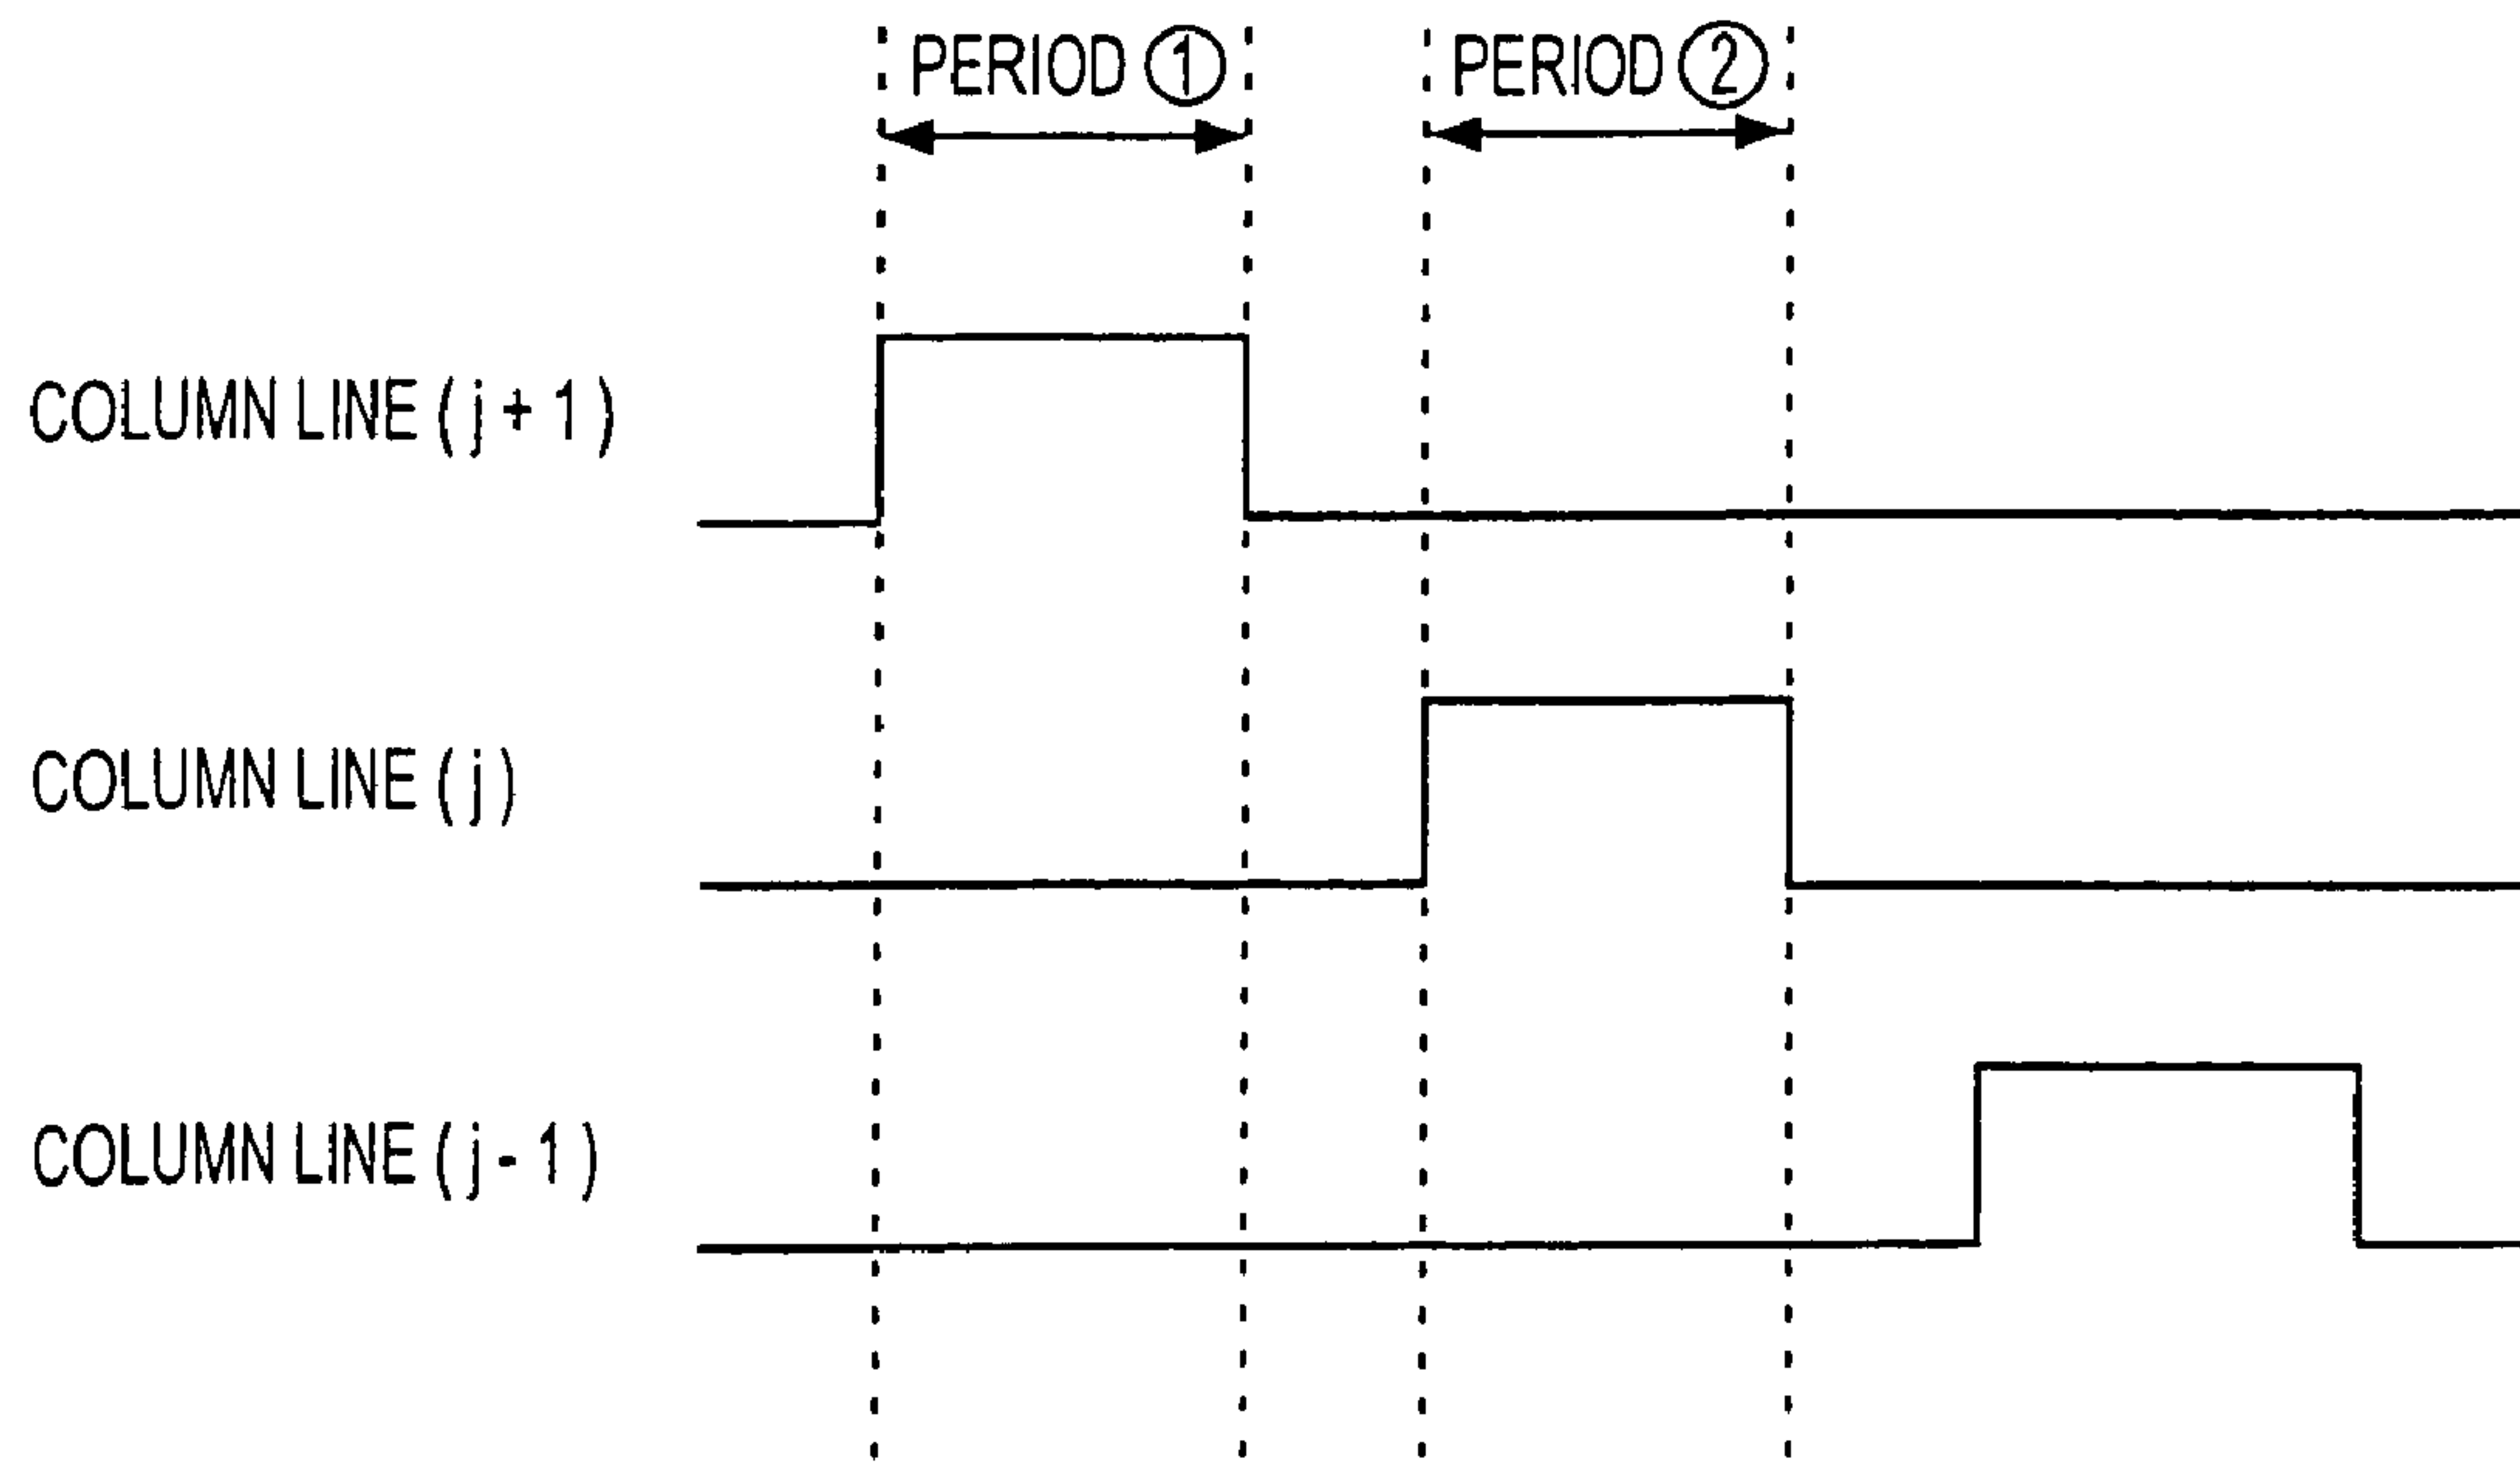 PERIOD ① PERIOD ②
COLUMN LINE ( j + 1 )
COLUMN LINE ( j )
COLUMN LINE ( j - 1 )